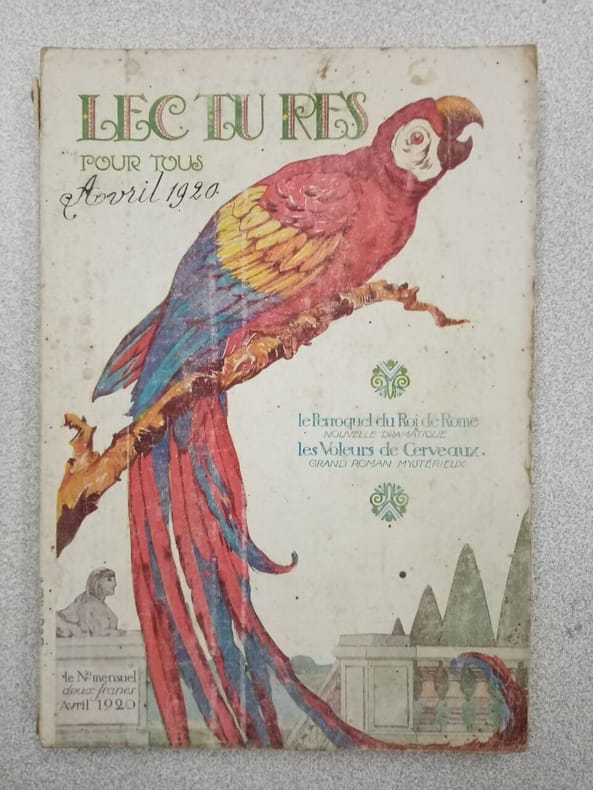 LECTURES
POUR TOUS
Avril 1920
le Perroquet du Roi de Rome
NOUVELLE DRAMATIQUE
les Voleurs de Cerveaux.
GRAND ROMAN MYSTÉRIEUX
le No mensuel
deux francs
Avril 1920